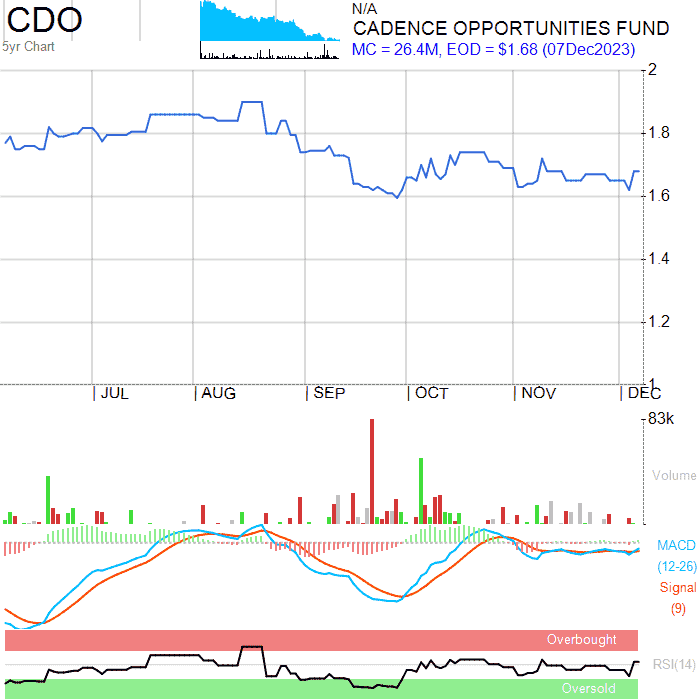 CDO
5yr Chart
N/A
CADENCE OPPORTUNITIES FUND
MC = 26.4M, EOD = $1.68 (07Dec2023)
2
1.8
1.6
1.4
1.2
1
JUL AUG SEP OCT NOV DEC
83k
Volume
MACD
(12-26)
Signal
(9)
Overbought
RSI(14)
Oversold